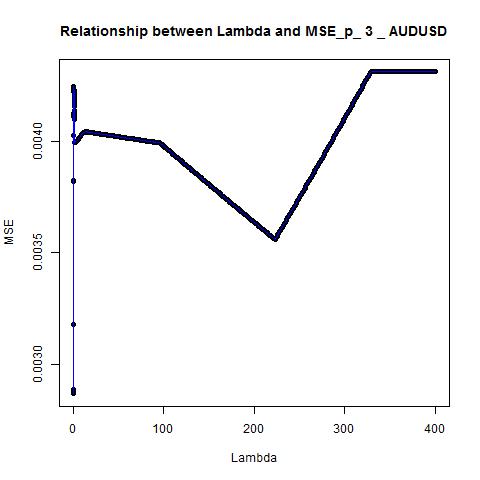 Relationship between Lambda and MSE_p_ 3 _ AUDUSD
MSE
0.0040
0.0035
0.0030
0 100 200 300 400
Lambda